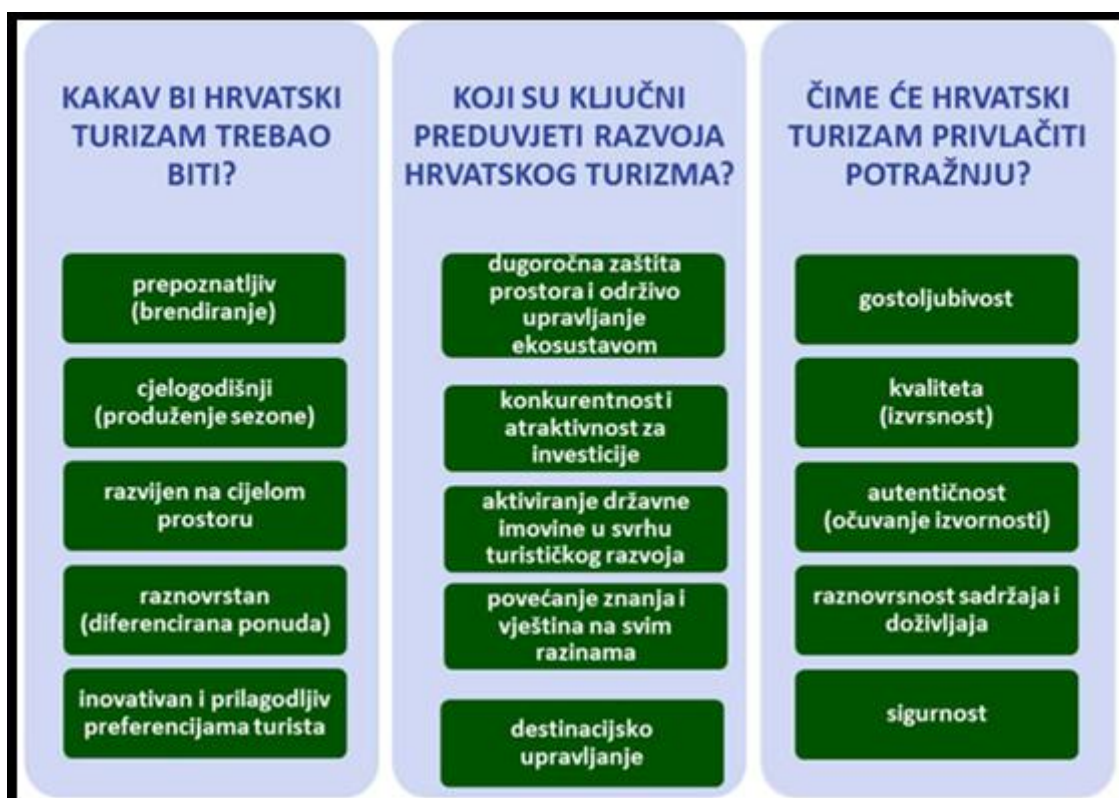 KAKAV BI HRVATSKI
TURIZAM TREBAO
BITI?
prepoznatljiv
(brendiranje)
cjelogodišnji
(produženje sezone)
razvijen na cijelom
prostoru
raznovrstan
(diferencirana ponuda)
inovativan i prilagodljiv
preferencijama turista
KOJI SU KLJUČNI
PREDUVJETI RAZVOJA
HRVATSKOG TURIZMA?
dugoročna zaštita
prostora i održivo
upravljanje
ekosustavom
konkurentnost i
atraktivnost za
investicije
aktiviranje državne
imovine u svrhu
turističkog razvoja
povećanje znanja i
vještina na svim
razinama
destinacijsko
upravljanje
ČIME ĆE HRVATSKI
TURIZAM PRIVLAČITI
POTRAŽNJU?
gostoljubivost
kvaliteta
(izvrsnost)
autentičnost
(očuvanje izvornosti)
raznovrsnost sadržaja i
doživljaja
sigurnost